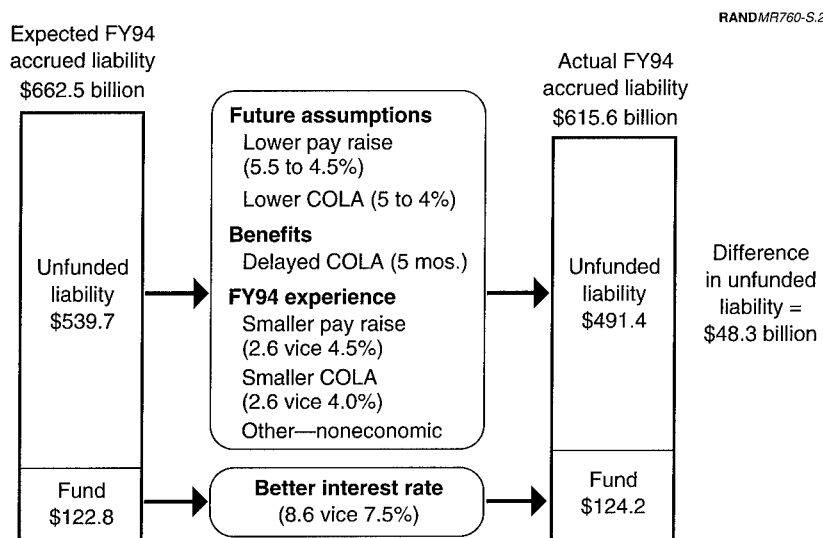 RANDMR760-S.2
Expected FY94
accrued liability
$662.5 billion
Unfunded
liability
$539.7
Fund
$122.8
Future assumptions
Lower pay raise
(5.5 to 4.5%)
Lower COLA (5 to 4%)
Benefits
Delayed COLA (5 mos.)
FY94 experience
Smaller pay raise
(2.6 vice 4.5%)
Smaller COLA
(2.6 vice 4.0%)
Other—noneconomic
Better interest rate
(8.6 vice 7.5%)
Actual FY94
accrued liability
$615.6 billion
Unfunded
liability
$491.4
Fund
$124.2
Difference
in unfunded
liability =
$48.3 billion